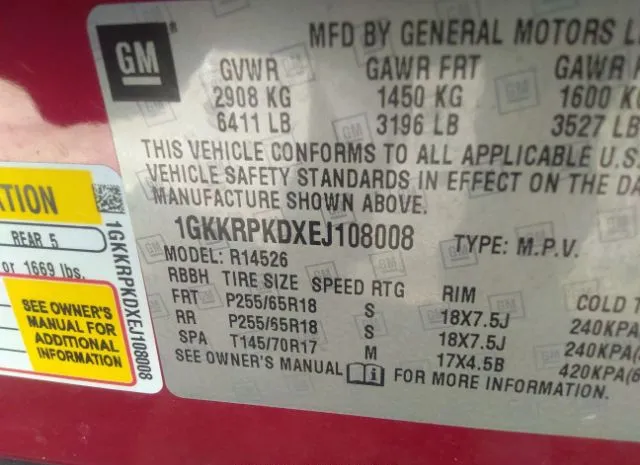 GM
MFD BY GENERAL MOTORS
GVWR GAWR FRT GAWR
2908 KG 1450 KG 1600 KG
6411 LB 3196 LB 3527 LB
THIS VEHICLE CONFORMS TO ALL APPLICABLE U.S
VEHICLE SAFETY STANDARDS IN EFFECT ON THE DA
MANUFACTURE SHOWN ABOVE.
1GKKRPKDXEJ108008 TYPE: M.P.V.
MODEL: R14526
RBBH TIRE SIZE SPEED RTG RIM COLD T
FRT P255/65R18 S 18X7.5J 240KPA
RR P255/65R18 S 18X7.5J 240KPA
SPA T145/70R17 M 17X4.5B 420KPA(6
SEE OWNER'S MANUAL FOR MORE INFORMATION.
ATION
REAR 5
or 1669 lbs.
SEE OWNER'S
MANUAL FOR
ADDITIONAL
INFORMATION
1GKKRPKDXEJ108008